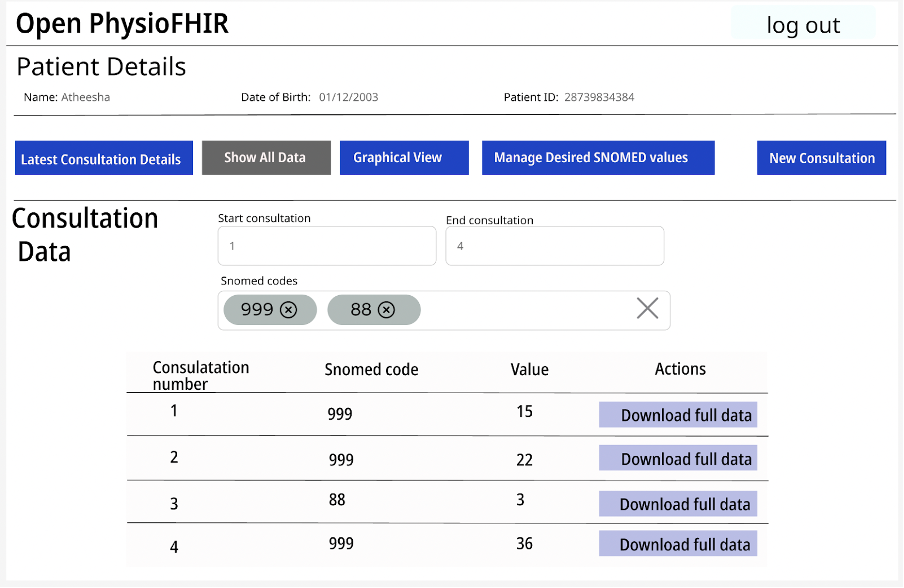 Open PhysioFHIR
log out
Patient Details
Name: Atheesha Date of Birth: 01/12/2003 Patient ID: 28739834384
Latest Consultation Details Show All Data Graphical View Manage Desired SNOMED values New Consultation
Consultation
Data
Start consultation End consultation
1 4
Snomed codes
999 88
Consulatation
number Snomed code Value Actions
1 999 15 Download full data
2 999 22 Download full data
3 88 3 Download full data
4 999 36 Download full data